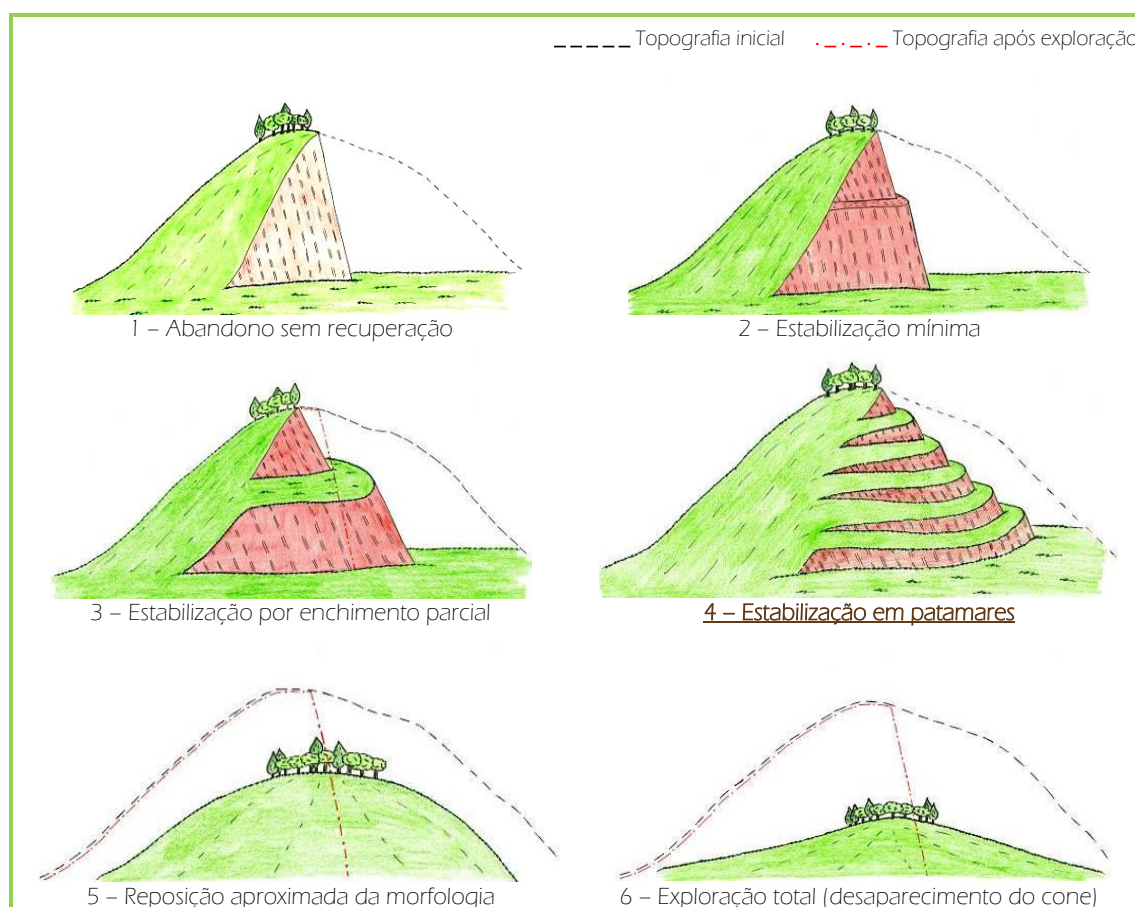 Topografia inicial Topografia após exploração
1 – Abandono sem recuperação
2 – Estabilização mínima
3 – Estabilização por enchimento parcial
4 – Estabilização em patamares
5 – Reposição aproximada da morfologia
6 – Exploração total (desaparecimento do cone)